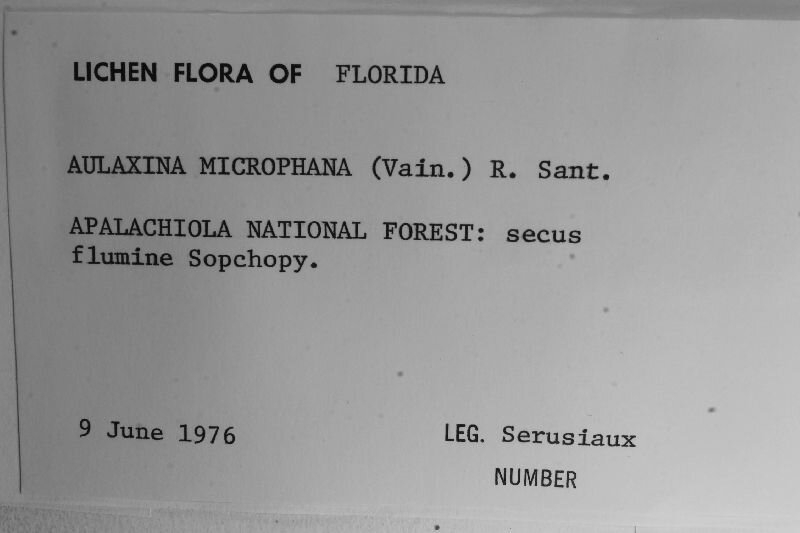 LICHEN FLORA OF FLORIDA
AULAXINA MICROPHANA (Vain.) R. Sant.
APALACHIOLA NATIONAL FOREST: secus
flumine Sopchopy.
9 June 1976 LEG. Serusiaux
NUMBER